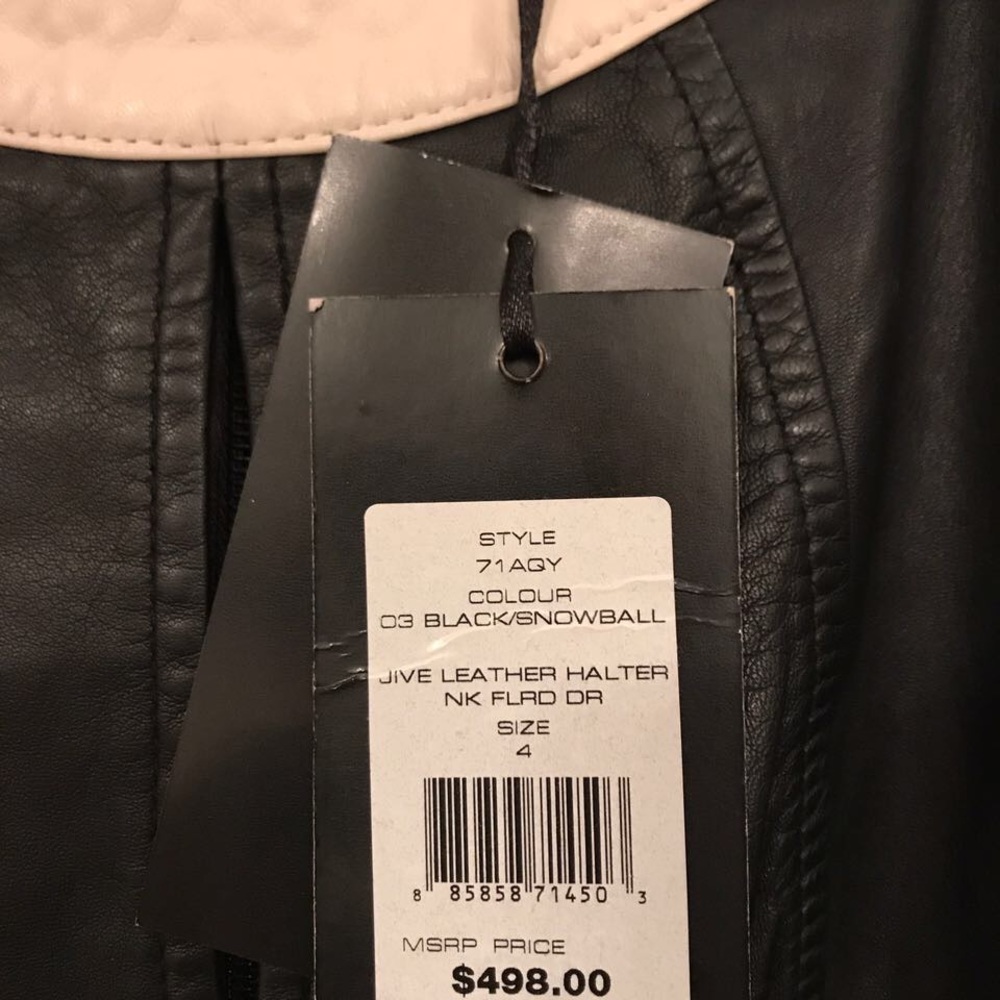 STYLE
71AQY
COLOUR
03 BLACK/SNOWBALL
JIVE LEATHER HALTER
NK FLRD DR
SIZE
4
8 85858 71450 3
MSRP PRICE
$498.00